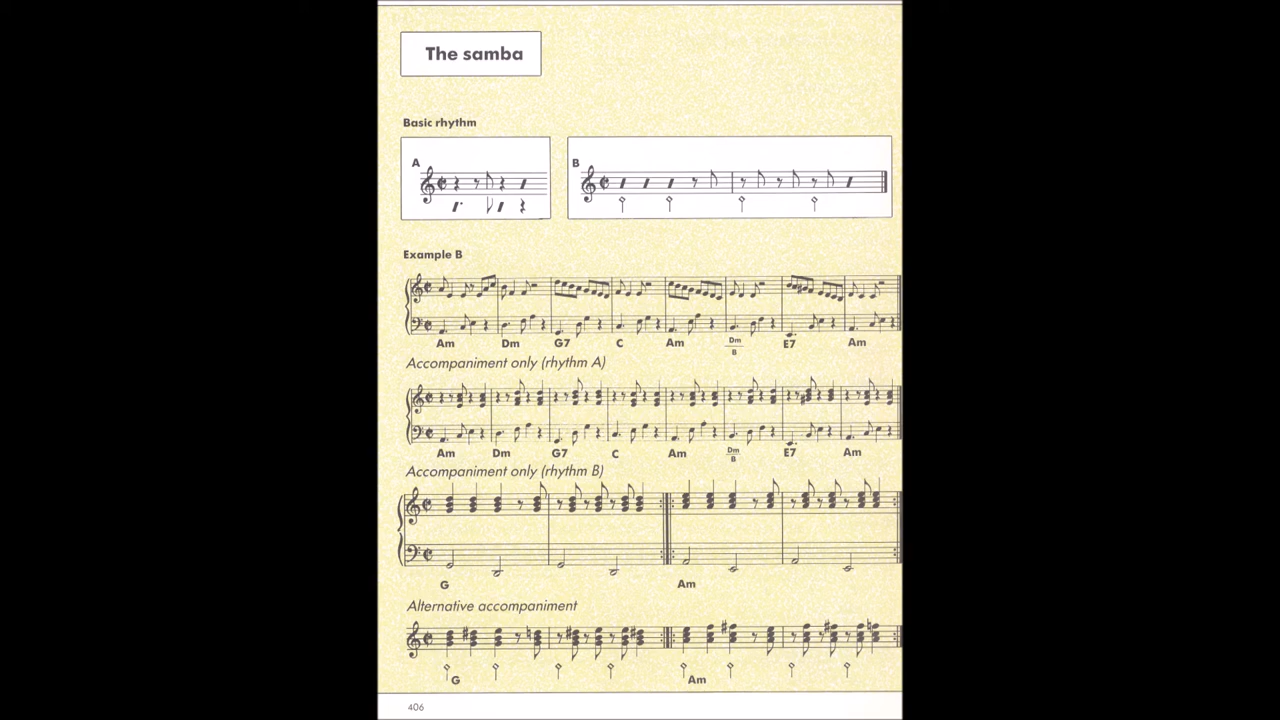 The samba
Basic rhythm
A
B
Example B
Am Dm G7 C Am Dm/B E7 Am
Accompaniment only (rhythm A)
Am Dm G7 C Am Dm/B E7 Am
Accompaniment only (rhythm B)
G Am
Alternative accompaniment
G Am
406